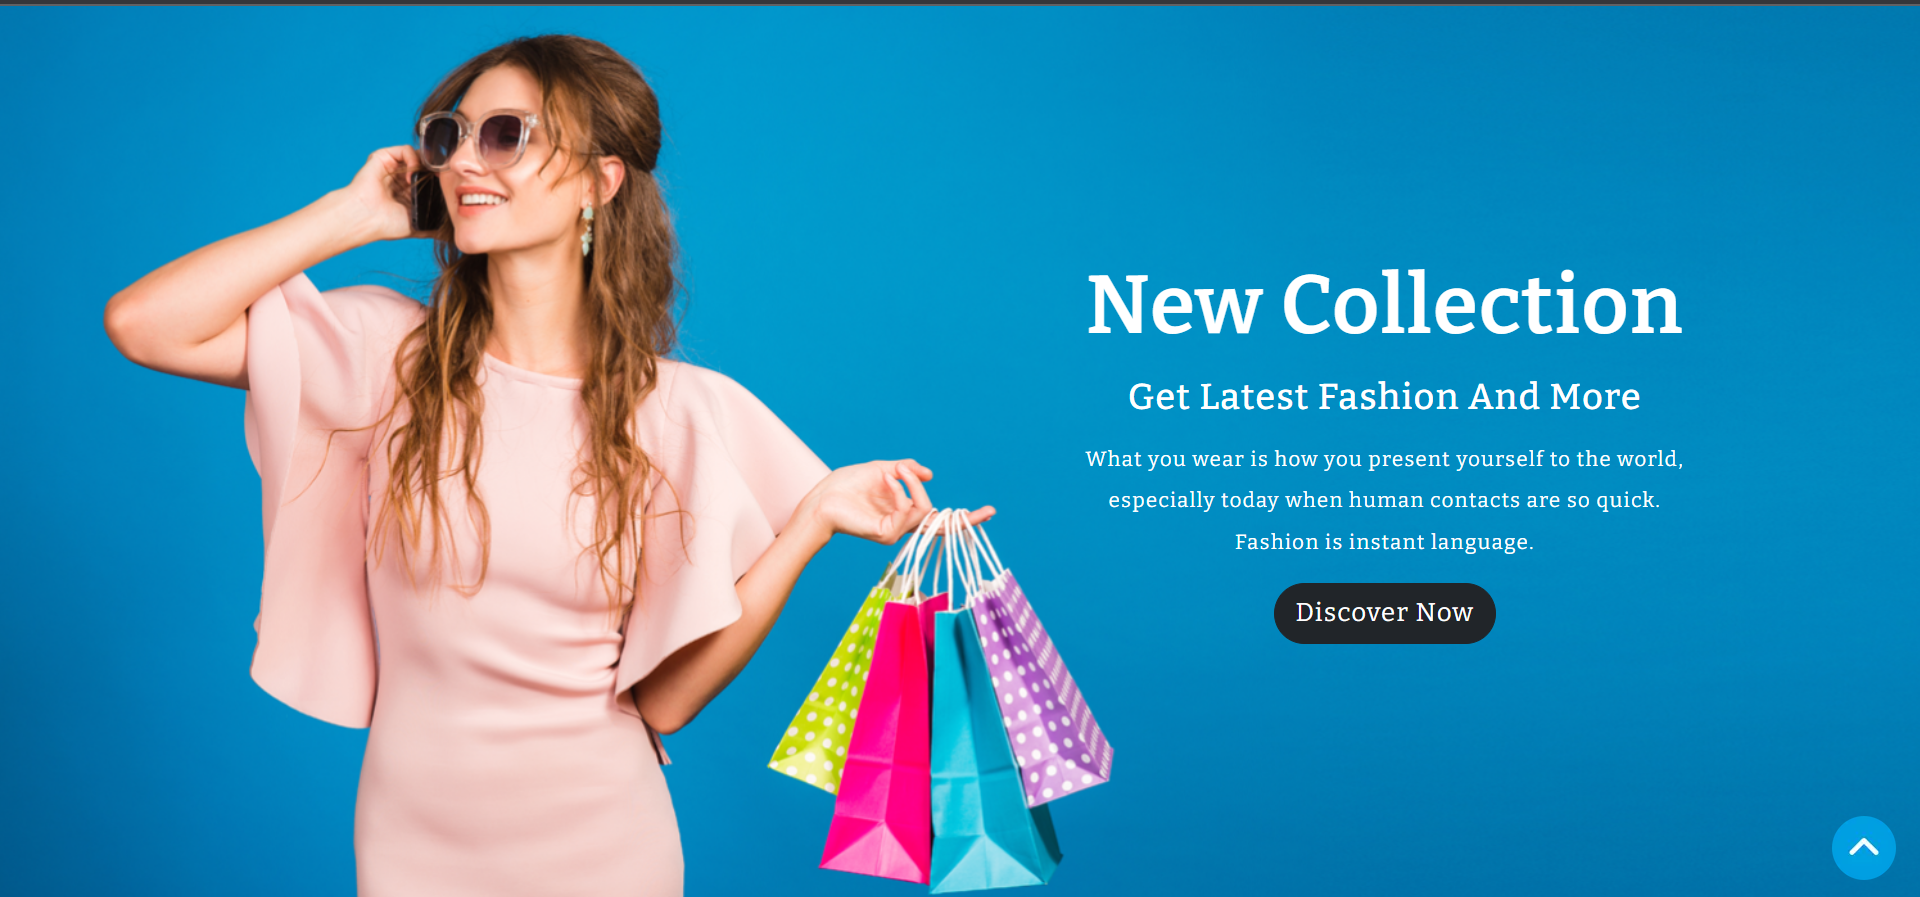 New Collection
Get Latest Fashion And More
What you wear is how you present yourself to the world,
especially today when human contacts are so quick.
Fashion is instant language.
Discover Now